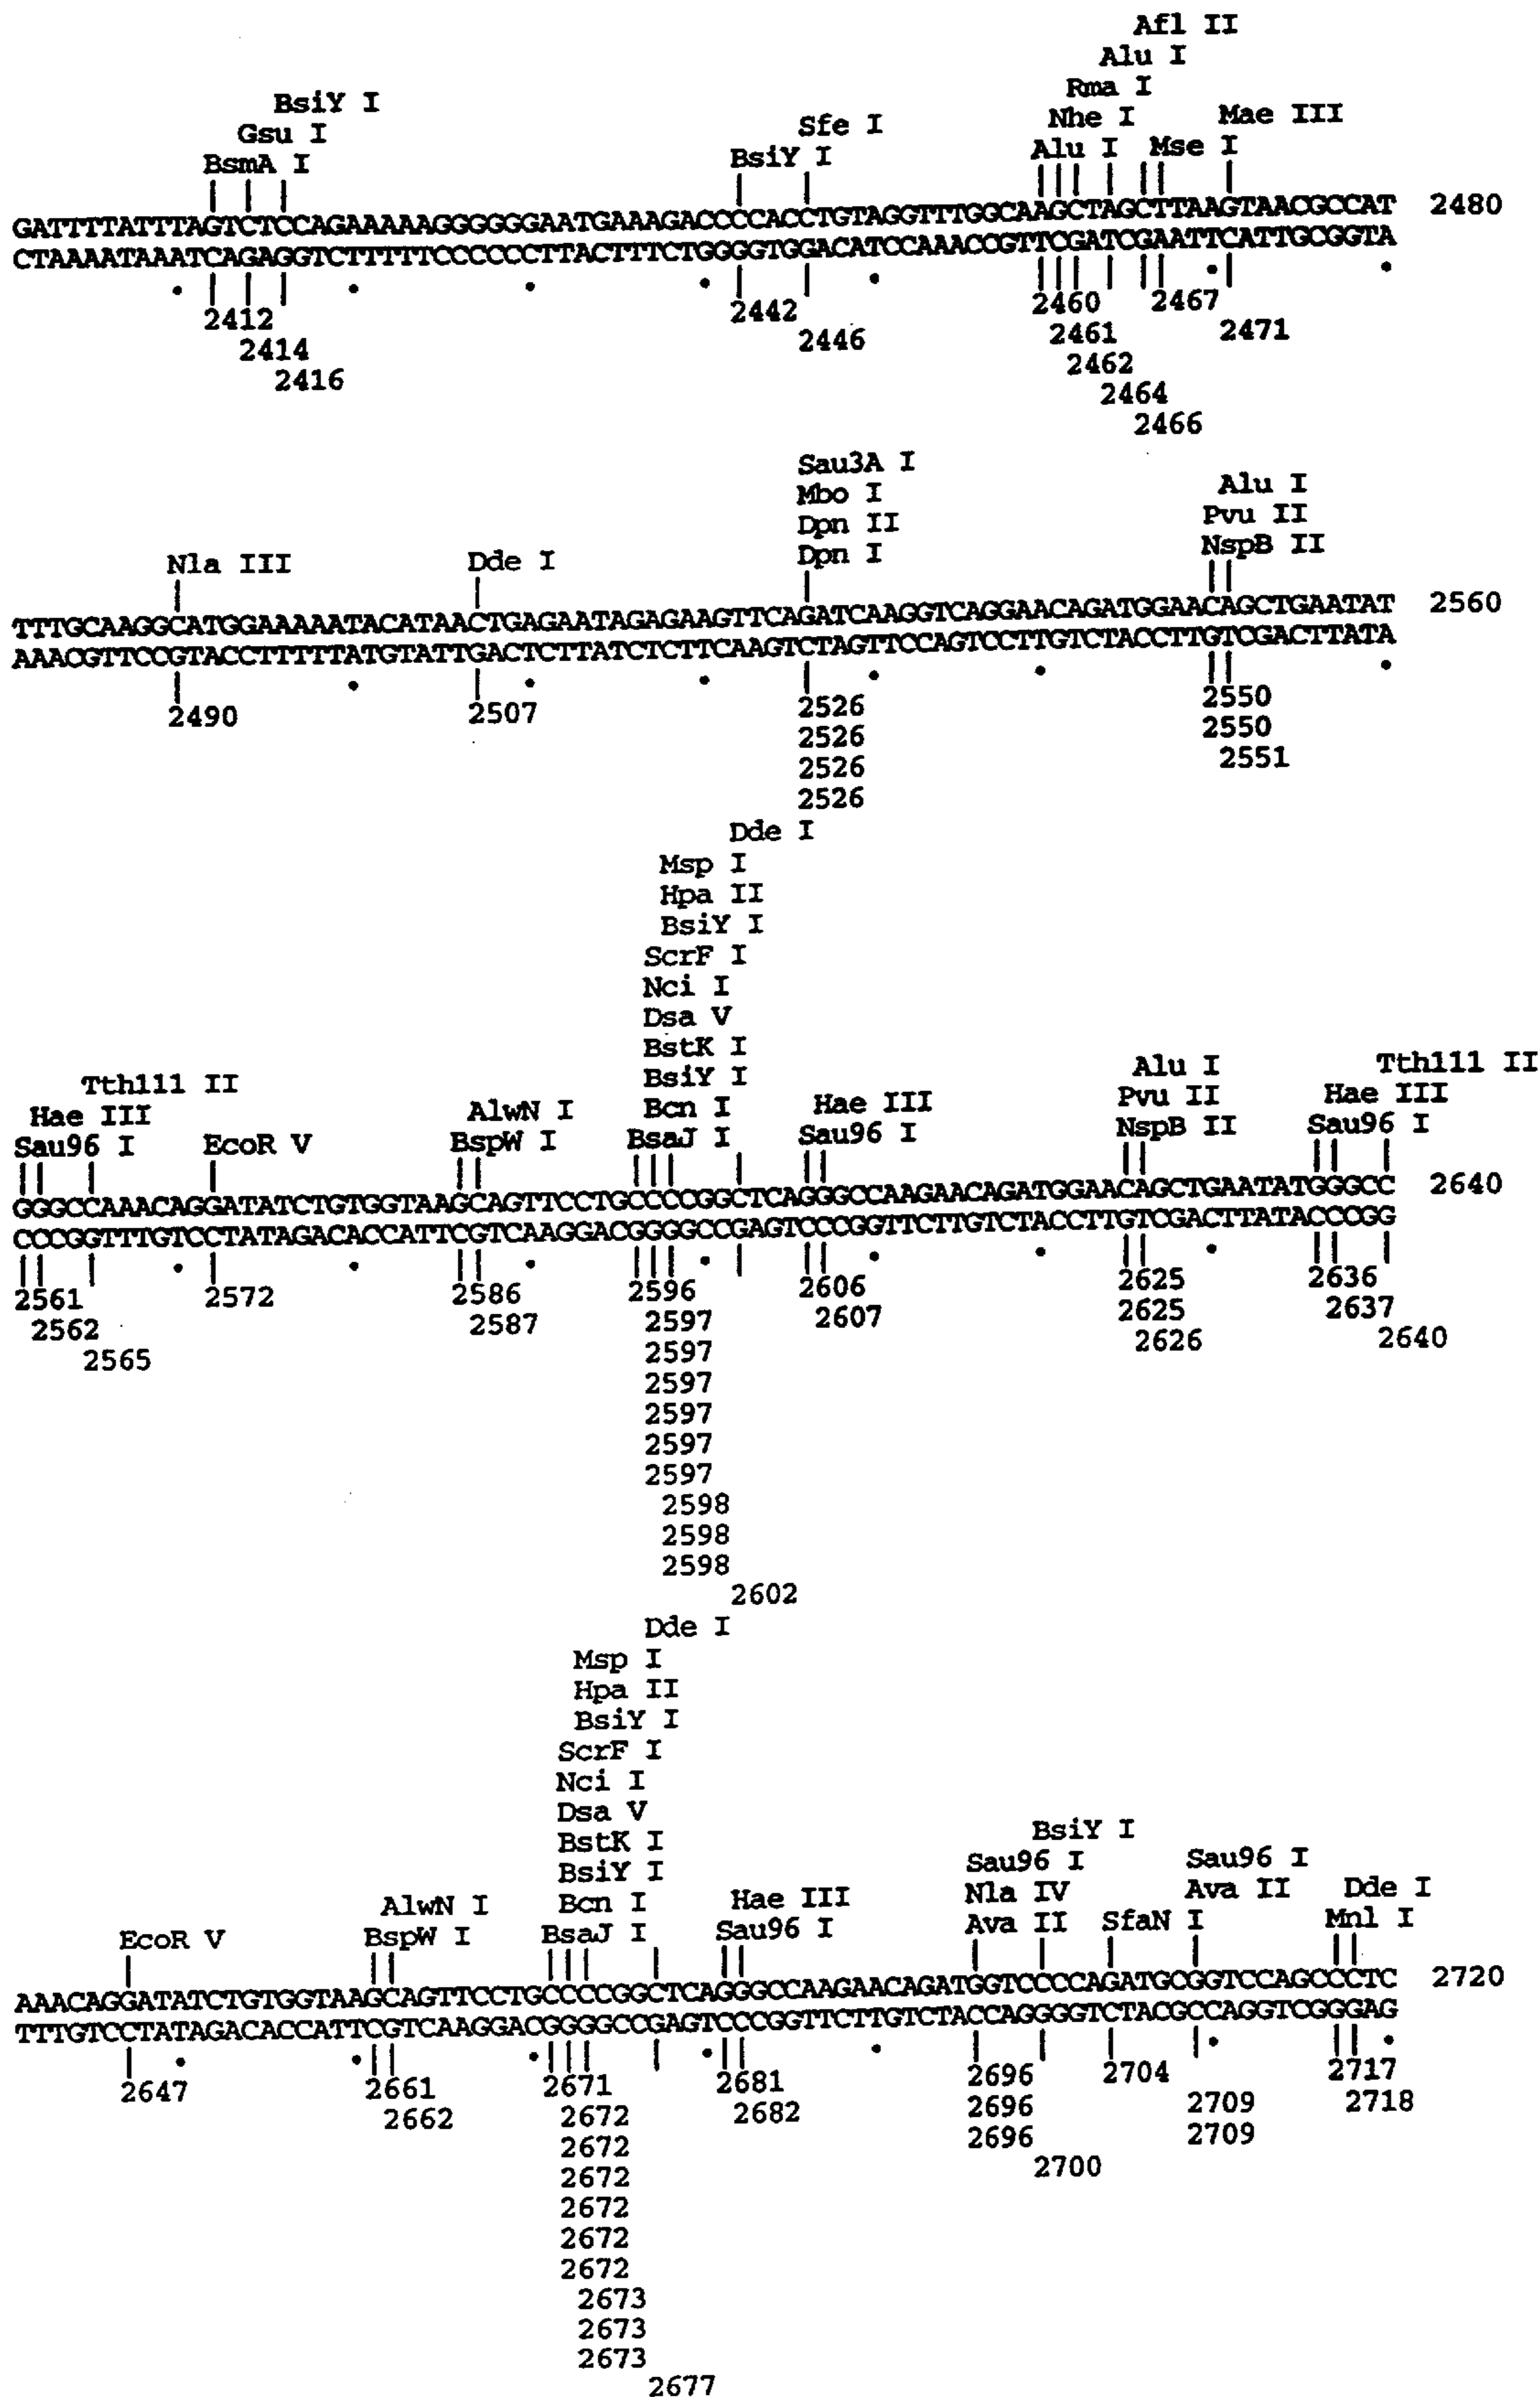 Afl II
Alu I
Rma I
BsiY I
Nhe I
Mae III
Gsu I
Sfe I
BsmA I
BsiY I
Alu I
Mse I
GATTTTATTTAGTCTCCAGAAAAAGGGGGGAATGAAAGACCCCACCTGTAGGTTTGGCAAGCTAGCTTAAGTAACGCCAT 2480
CTAAAATAAATCAGAGGTCTTTTTCCCCCCTTACTTTCTGGGGTGGACATCCAAACCGTTCGATCGAATTCATTGCGGTA
2412 2442 2460 2467
2414 2446 2461 2471
2416 2462
2464
2466
Sau3A I
Mbo I Alu I
Dpn II Pvu II
Nla III Dde I Dpn I NspB II
TTTGCAAGGCATGGAAAAATACATAACTGAGAATAGAGAAGTTCAGATCAAGGTCAGGAACAGATGGAACAGCTGAATAT 2560
AAACGTTCCGTACCTTTTTATGTATTGACTCTTATCTCTTCAAGTCTAGTTCCAGTCCTTGTCTACCTTGTCGACTTATA
2490 2507 2526 2550
2526 2550
2526 2551
2526
Dde I
Msp I
Hpa II
BsiY I
ScrF I
Nci I
Dsa V
BstK I
Tth111 II BsiY I Alu I Tth111 II
Hae III AlwN I Bcn I Hae III Pvu II Hae III
Sau96 I EcoR V BspW I BsaJ I Sau96 I NspB II Sau96 I
GGGCCAAACAGGATATCTGTGGTAAGCAGTTCCTGCCCCGGCTCAGGGCCAAGAACAGATGGAACAGCTGAATATGGGCC 2640
CCCGGTTTGTCCTATAGACACCATTCGTCAAGGACGGGGCCGAGTCCCGGTTCTTGTCTACCTTGTCGACTTATACCCGG
2561 2572 2586 2596 2606 2625 2636
2562 2587 2597 2607 2625 2637
2565 2597 2626 2640
2597
2597
2597
2597
2598
2598
2598
2602
Dde I
Msp I
Hpa II
BsiY I
ScrF I
Nci I
Dsa V
BstK I BsiY I
BsiY I Sau96 I Sau96 I
AlwN I Bcn I Hae III Nla IV Ava II Dde I
EcoR V BspW I BsaJ I Sau96 I Ava II SfaN I Mnl I
AAACAGGATATCTGTGGTAAGCAGTTCCTGCCCCGGCTCAGGGCCAAGAACAGATGGTCCCCAGATGCGGTCCAGCCCTC 2720
TTTGTCCTATAGACACCATTCGTCAAGGACGGGGCCGAGTCCCGGTTCTTGTCTACCAGGGGTCTACGCCAGGTCGGGAG
2647 2661 2671 2681 2696 2704 2717
2662 2672 2682 2696 2709 2718
2672 2696 2709
2672 2700
2672
2672
2672
2673
2673
2673
2677